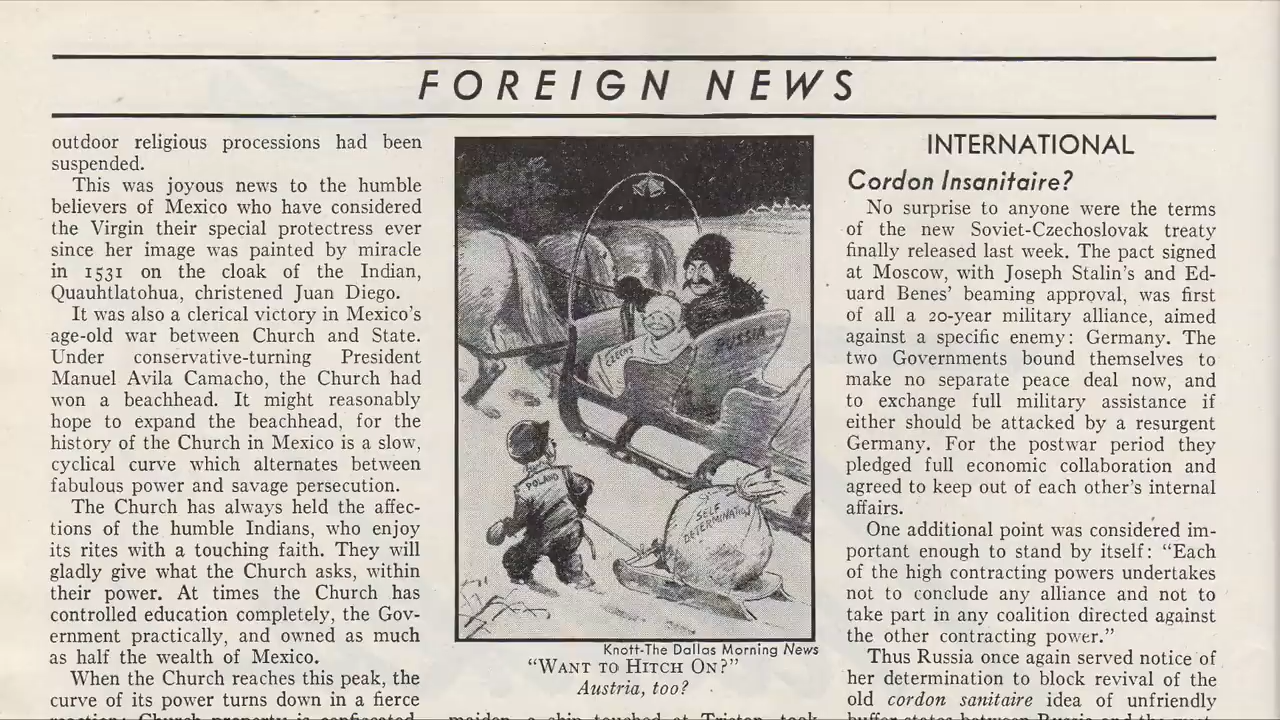 FOREIGN NEWS
outdoor religious processions had been
suspended.
This was joyous news to the humble
believers of Mexico who have considered
the Virgin their special protectress ever
since her image was painted by miracle
in 1531 on the cloak of the Indian,
Quauhtlatohua, christened Juan Diego.
It was also a clerical victory in Mexico's
age-old war between Church and State.
Under conservative-turning President
Manuel Avila Camacho, the Church had
won a beachhead. It might reasonably
hope to expand the beachhead, for the
history of the Church in Mexico is a slow,
cyclical curve which alternates between
fabulous power and savage persecution.
The Church has always held the affec-
tions of the humble Indians, who enjoy
its rites with a touching faith. They will
gladly give what the Church asks, within
their power. At times the Church has
controlled education completely, the Gov-
ernment practically, and owned as much
as half the wealth of Mexico.
When the Church reaches this peak, the
curve of its power turns down in a fierce
reaction: Church property is confiscated,
RUSSIA
CZECHS
POLAND
SELF
DETERMINATION
Knott-The Dallas Morning News
"WANT TO HITCH ON?"
Austria, too?
maiden, a ship touched at Tristan, took
INTERNATIONAL
Cordon Insanitaire?
No surprise to anyone were the terms
of the new Soviet-Czechoslovak treaty
finally released last week. The pact signed
at Moscow, with Joseph Stalin's and Ed-
uard Benes' beaming approval, was first
of all a 20-year military alliance, aimed
against a specific enemy: Germany. The
two Governments bound themselves to
make no separate peace deal now, and
to exchange full military assistance if
either should be attacked by a resurgent
Germany. For the postwar period they
pledged full economic collaboration and
agreed to keep out of each other's internal
affairs.
One additional point was considered im-
portant enough to stand by itself: "Each
of the high contracting powers undertakes
not to conclude any alliance and not to
take part in any coalition directed against
the other contracting power."
Thus Russia once again served notice of
her determination to block revival of the
old cordon sanitaire idea of unfriendly
buffer states between Russia and the